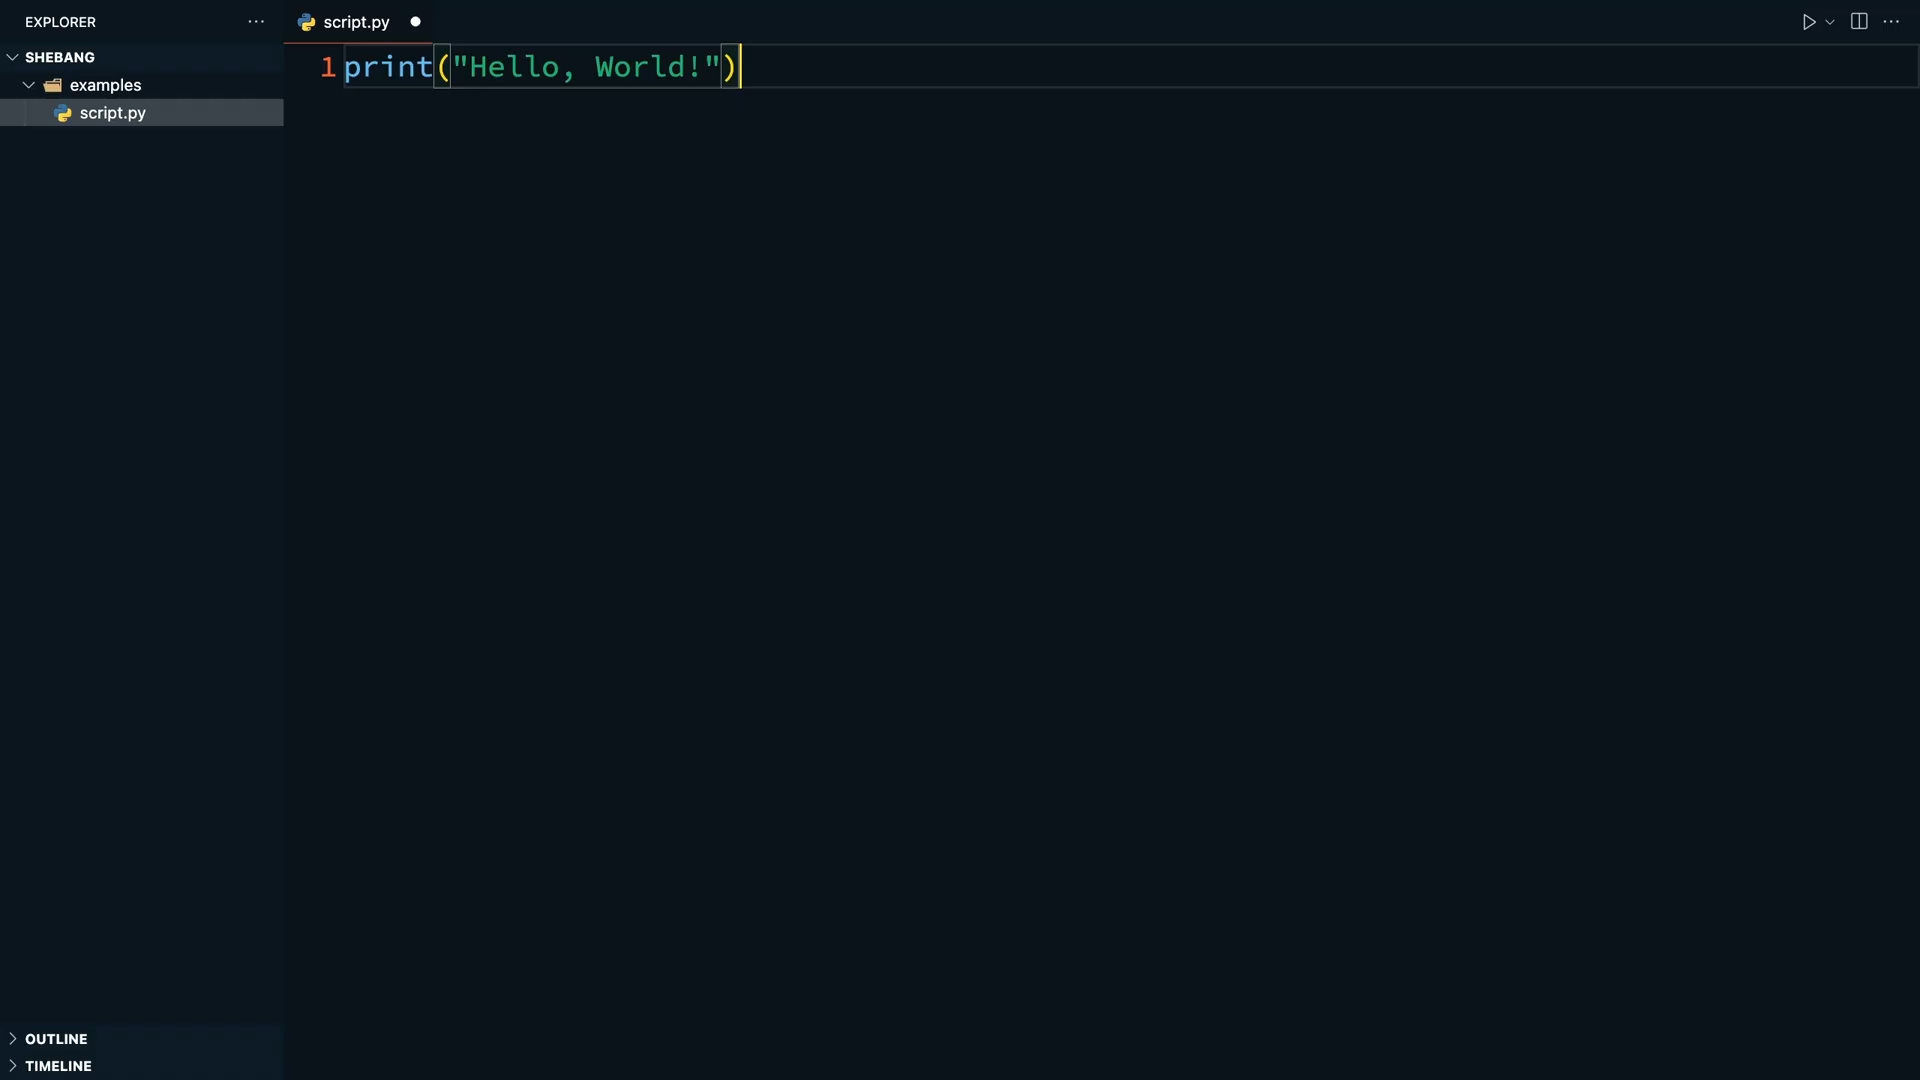 EXPLORER
SHEBANG
examples
script.py
OUTLINE
TIMELINE
script.py
1 print("Hello, World!")